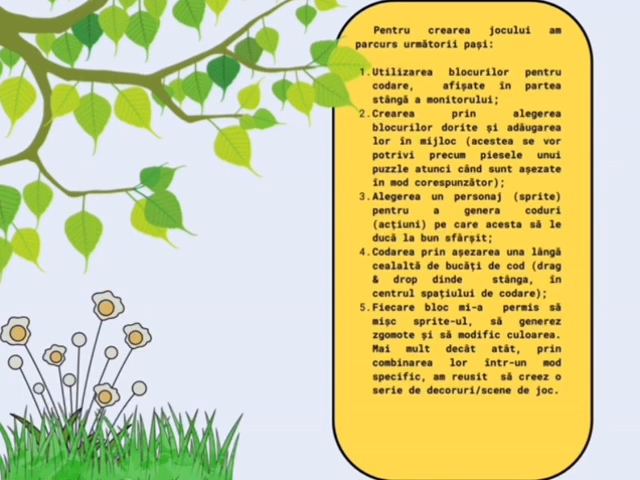 Pentru crearea jocului am
parcurs următorii pași:
1.Utilizarea blocurilor pentru
codare, afișate în partea
stângă a monitorului;
2.Crearea prin alegerea
blocurilor dorite și adăugarea
lor în mijloc (acestea se vor
potrivi precum piesele unui
puzzle atunci când sunt așezate
în mod corespunzător);
3.Alegerea un personaj (sprite)
pentru a genera coduri
(acțiuni) pe care acesta să le
ducă la bun sfârșit;
4.Codarea prin așezarea una lângă
cealaltă de bucăți de cod (drag
& drop dinde stânga, în
centrul spațiului de codare);
5.Fiecare bloc mi-a permis să
mișc sprite-ul, să generez
zgomote și să modific culoarea.
Mai mult decât atât, prin
combinarea lor într-un mod
specific, am reusit să creez o
serie de decoruri/scene de joc.